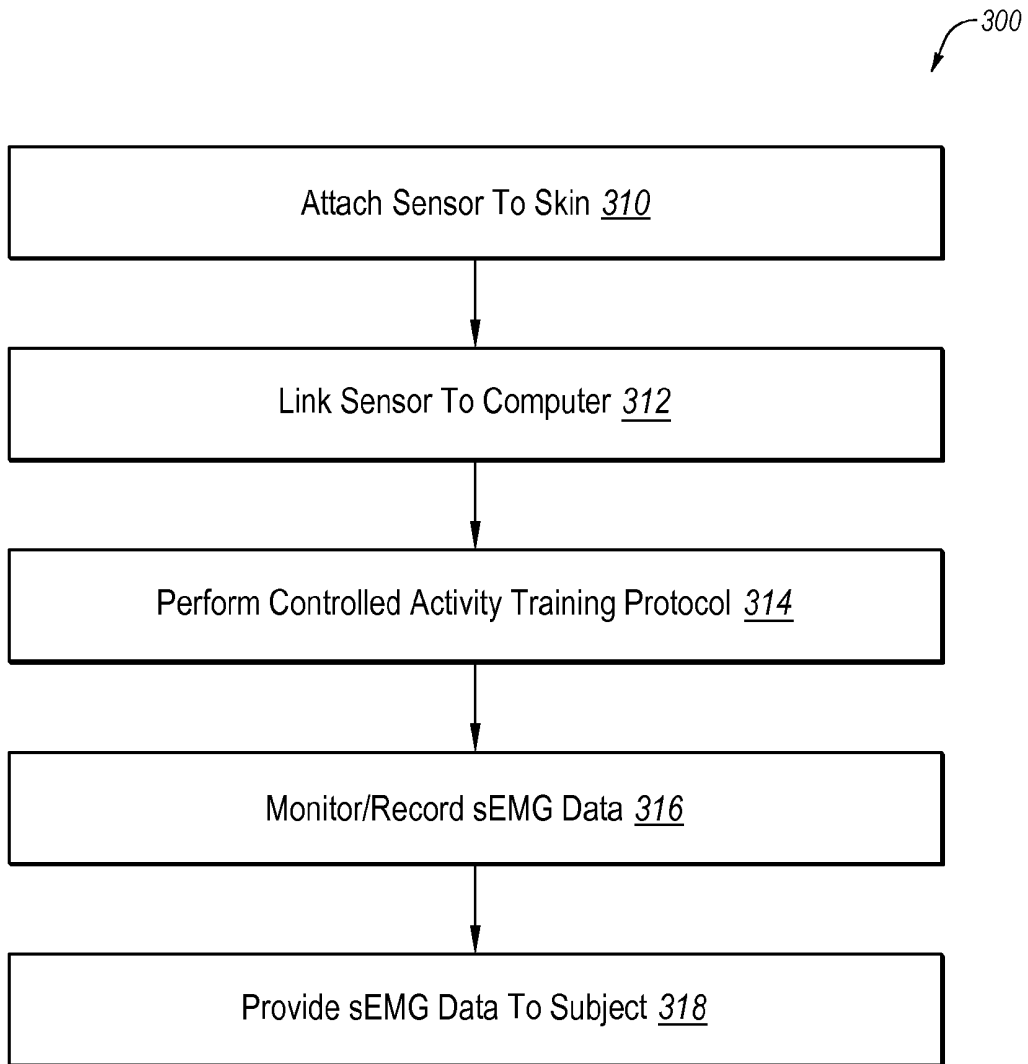 300
Attach Sensor To Skin 310
Link Sensor To Computer 312
Perform Controlled Activity Training Protocol 314
Monitor/Record sEMG Data 316
Provide sEMG Data To Subject 318